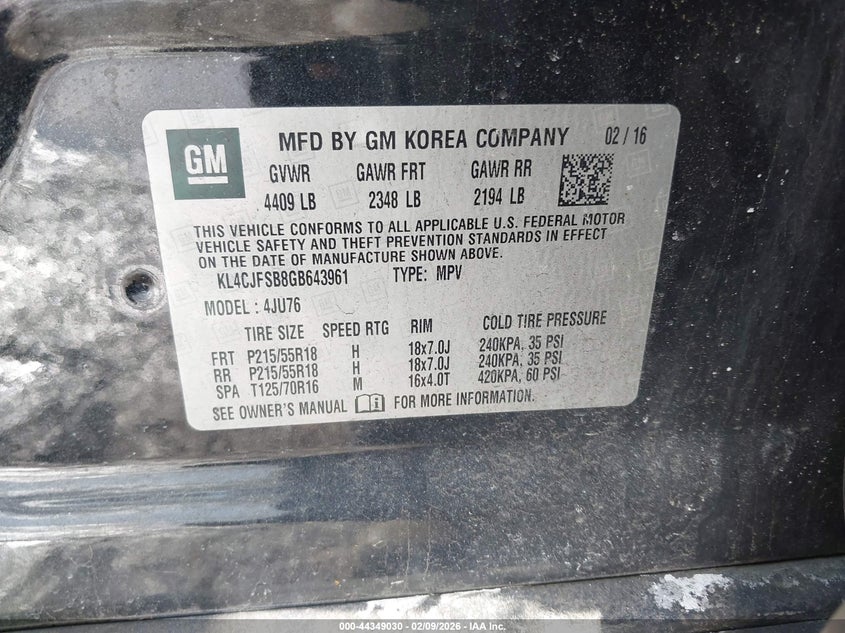 GM
MFD BY GM KOREA COMPANY 02 / 16
GVWR GAWR FRT GAWR RR
4409 LB 2348 LB 2194 LB
THIS VEHICLE CONFORMS TO ALL APPLICABLE U.S. FEDERAL MOTOR
VEHICLE SAFETY AND THEFT PREVENTION STANDARDS IN EFFECT
ON THE DATE OF MANUFACTURE SHOWN ABOVE.
KL4CJFSB8GB643961 TYPE: MPV
MODEL : 4JU76
TIRE SIZE SPEED RTG RIM COLD TIRE PRESSURE
FRT P215/55R18 H 18x7.0J 240KPA, 35 PSI
RR P215/55R18 H 18x7.0J 240KPA, 35 PSI
SPA T125/70R16 M 16x4.0T 420KPA, 60 PSI
SEE OWNER'S MANUAL FOR MORE INFORMATION.
000-44349030 - 02/09/2026 - IAA Inc.